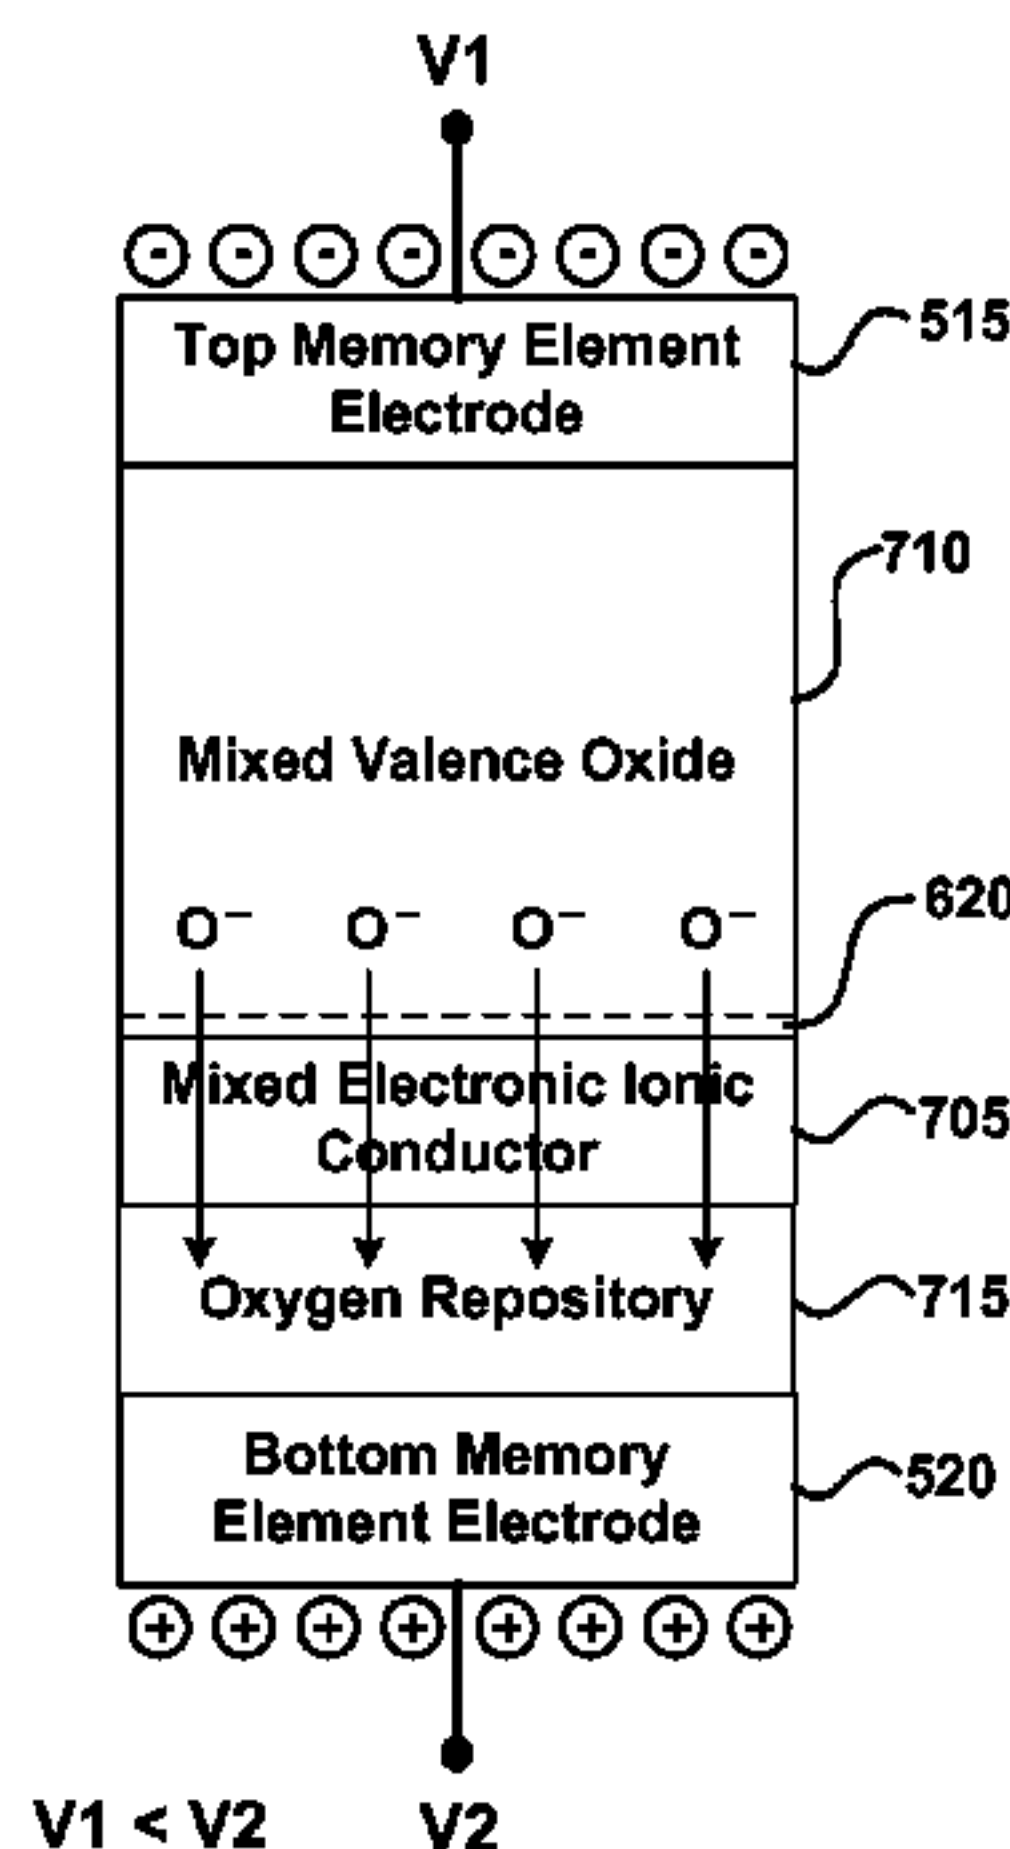 V1
- - - - - - - -
Top Memory Element
Electrode
515
710
Mixed Valence Oxide
O⁻ O⁻ O⁻ O⁻
620
Mixed Electronic Ionic
Conductor
705
Oxygen Repository
715
Bottom Memory
Element Electrode
520
+ + + + + + + +
V1 < V2
V2